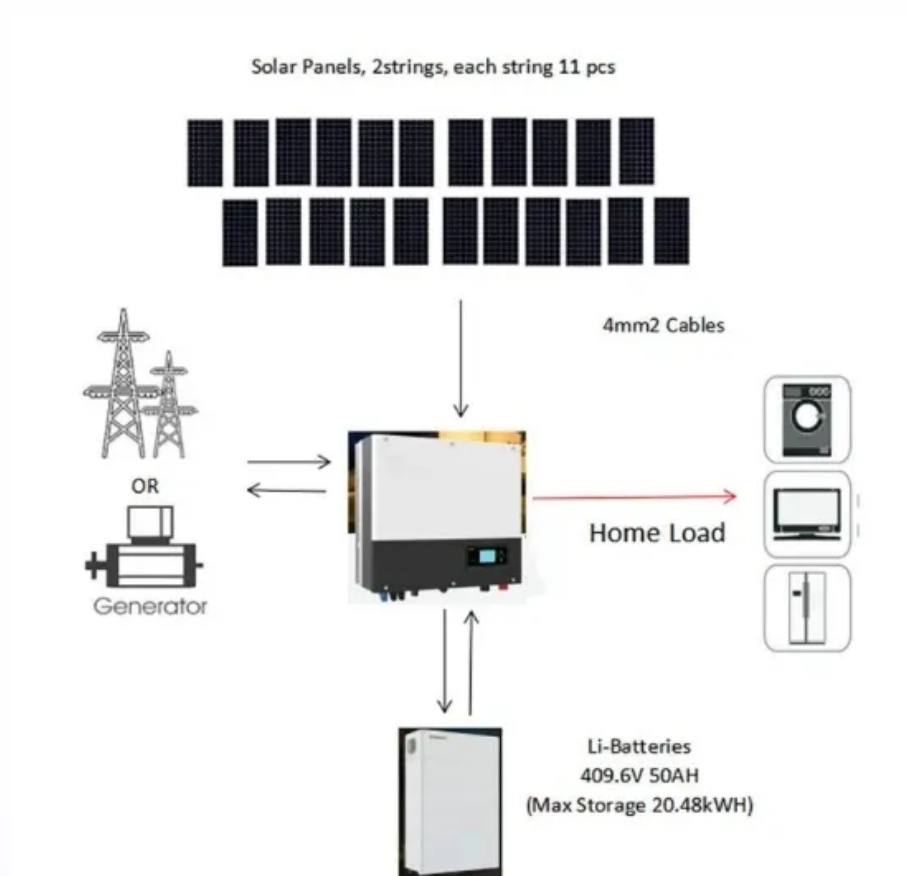 Solar Panels, 2strings, each string 11 pcs
4mm2 Cables
OR
Generator
Home Load
Li-Batteries
409.6V 50AH
(Max Storage 20.48kWH)